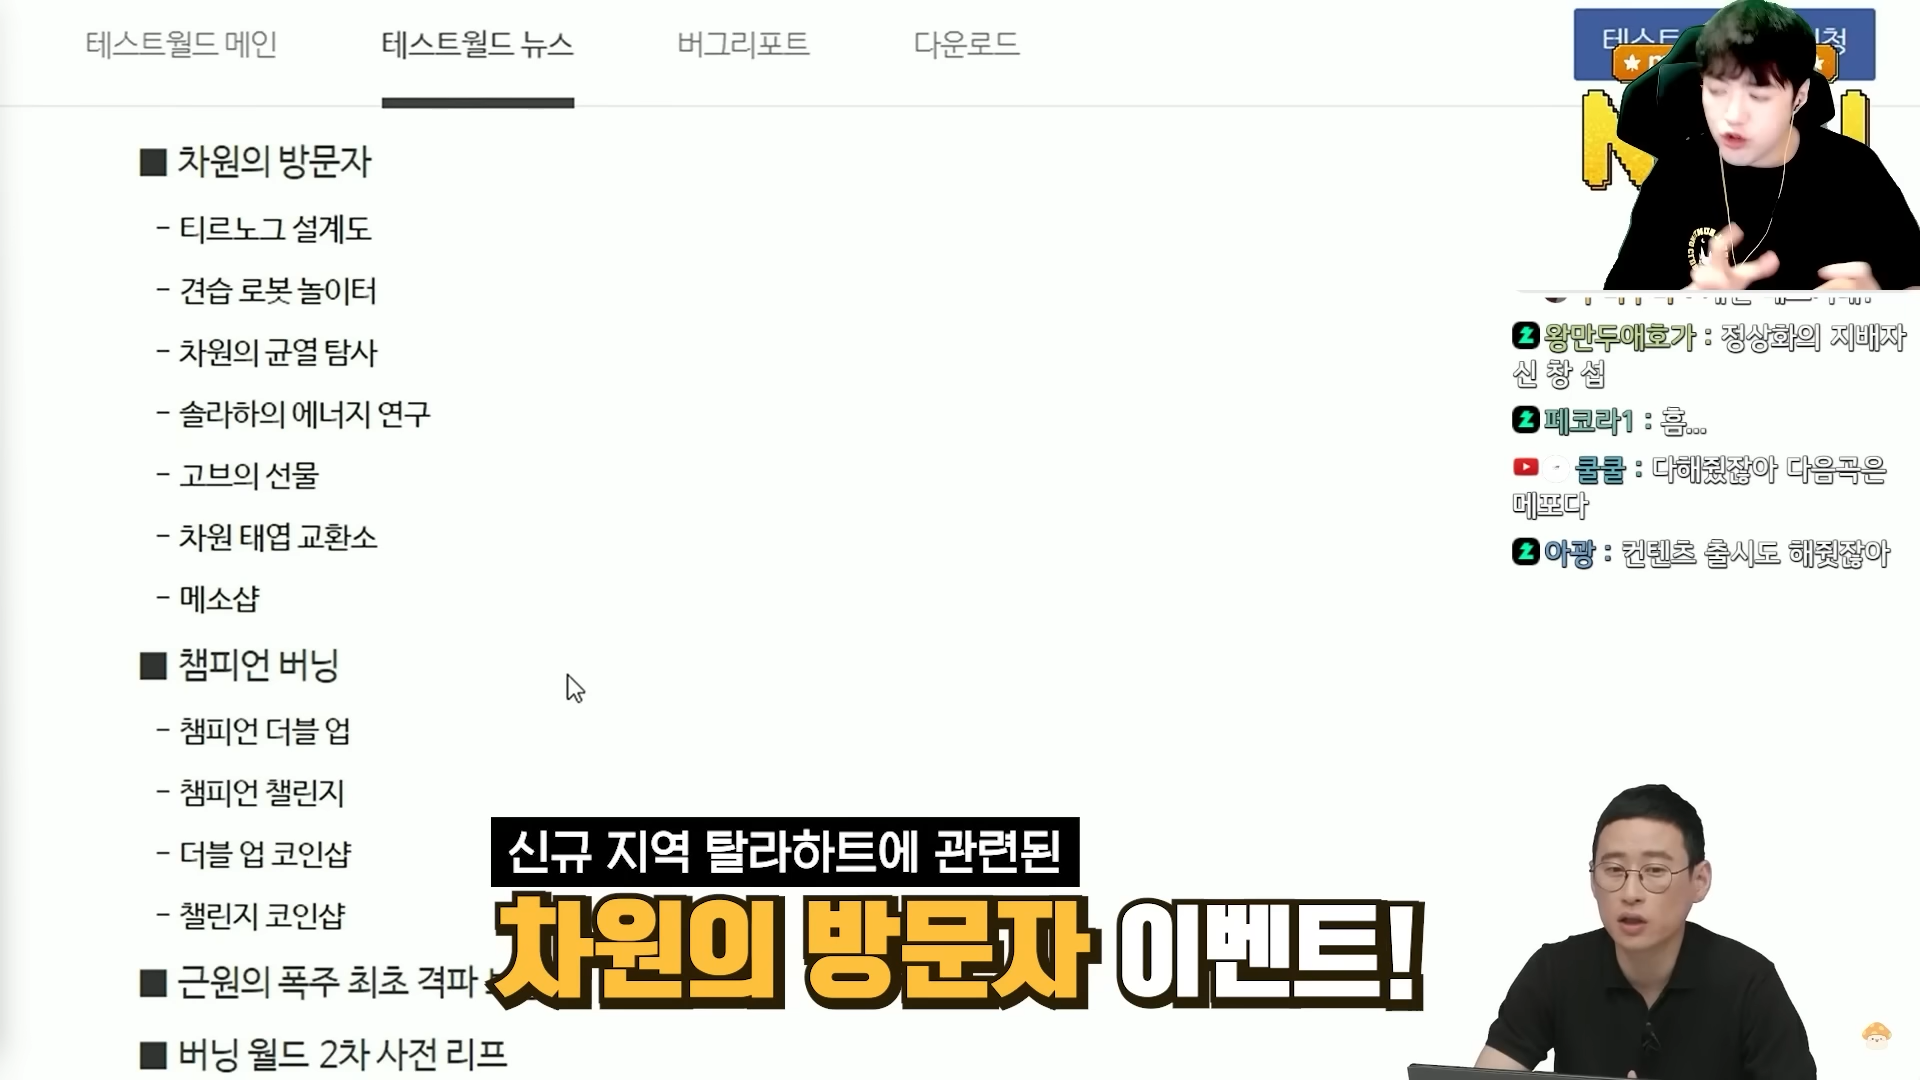 테스트월드 메인
테스트월드 뉴스
버그리포트
다운로드
■ 차원의 방문자
- 티르노그 설계도
- 견습 로봇 놀이터
- 차원의 균열 탐사
- 솔라하의 에너지 연구
- 고브의 선물
- 차원 태엽 교환소
- 메소샵
■ 챔피언 버닝
- 챔피언 더블 업
- 챔피언 챌린지
- 더블 업 코인샵
- 챌린지 코인샵
■ 근원의 폭주 최초 격파
■ 버닝 월드 2차 사전 리프
왕만두애호가 : 정상화의 지배자
신 창 섭
페코라1 : 흠...
쿨쿨 : 다해줬잖아 다음곡은
메포다
아광 : 컨텐츠 출시도 해줫잖아
신규 지역 탈라하트에 관련된
차원의 방문자 이벤트!